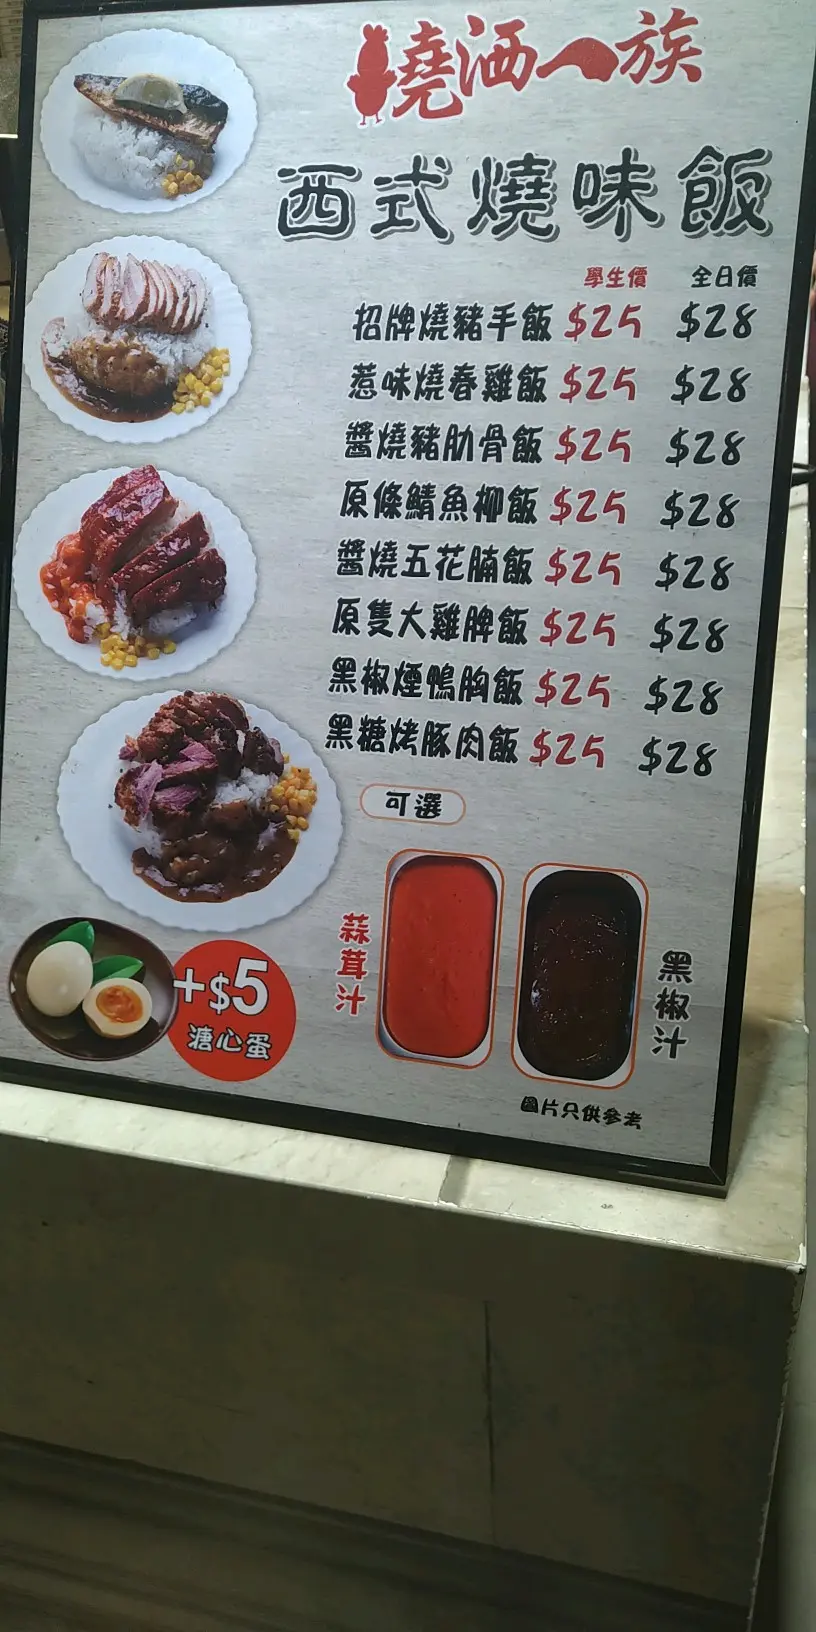 燒洒一族
西式燒味飯
學生價 全日價
招牌燒豬手飯 $25 $28
惹味燒春雞飯 $25 $28
醬燒豬肋骨飯 $25 $28
原條鯖魚柳飯 $25 $28
醬燒五花腩飯 $25 $28
原隻大雞脾飯 $25 $28
黑椒煙鴨胸飯 $25 $28
黑糖烤豚肉飯 $25 $28
可選
蒜茸汁
黑椒汁
+$5
溏心蛋
圖片只供參考